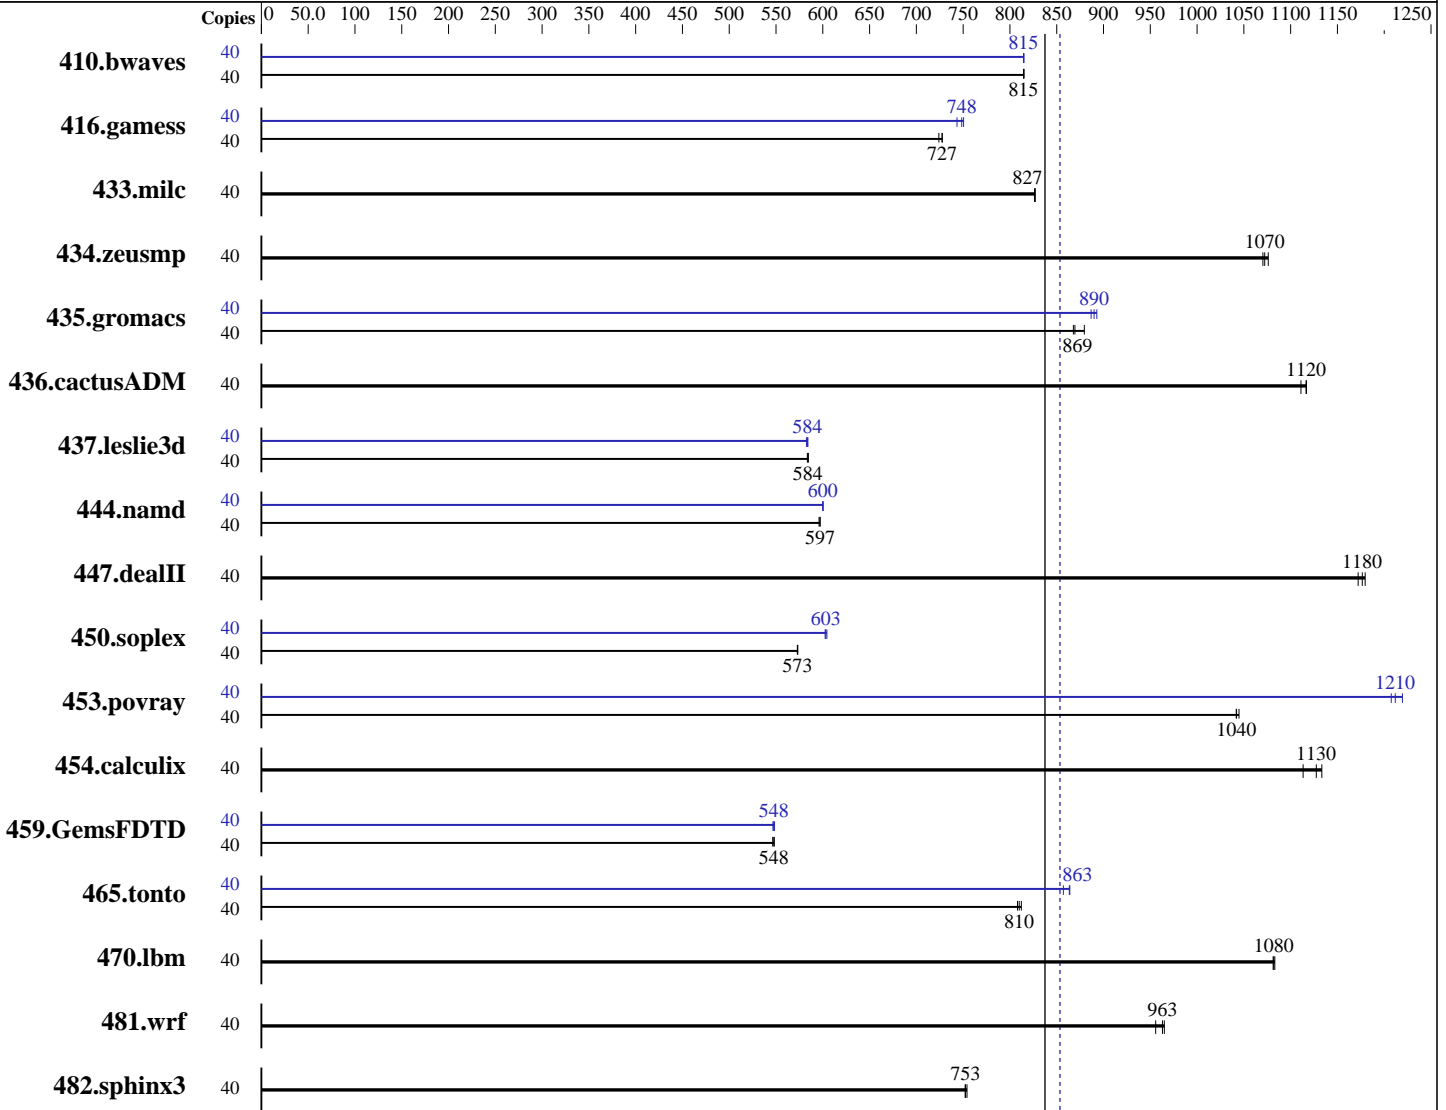 Copies 0 50.0 100 150 200 250 300 350 400 450 500 550 600 650 700 750 800 850 900 950 1000 1050 1100 1150 1250
410.bwaves 40 815
40 815
416.gamess 40 748
40 727
433.milc 40 827
434.zeusmp 40 1070
435.gromacs 40 890
40 869
436.cactusADM 40 1120
437.leslie3d 40 584
40 584
444.namd 40 600
40 597
447.dealII 40 1180
450.soplex 40 603
40 573
453.povray 40 1210
40 1040
454.calculix 40 1130
459.GemsFDTD 40 548
40 548
465.tonto 40 863
40 810
470.lbm 40 1080
481.wrf 40 963
482.sphinx3 40 753